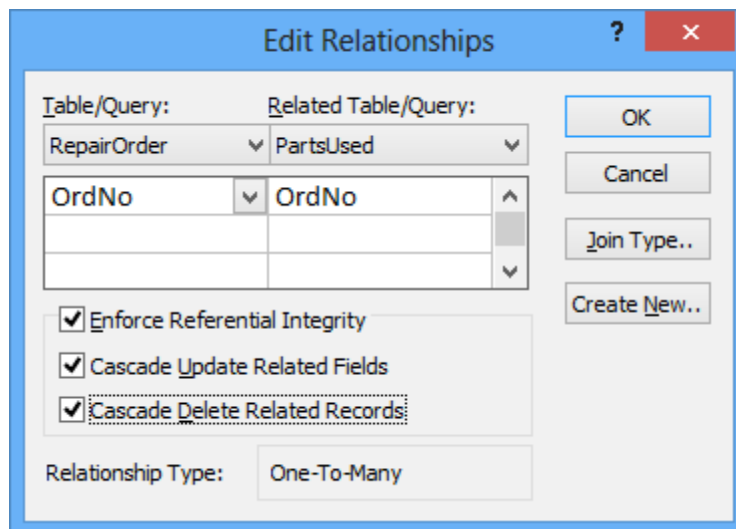 Edit Relationships ? ×
Table/Query: Related Table/Query:
RepairOrder PartsUsed
OrdNo OrdNo
Enforce Referential Integrity
Cascade Update Related Fields
Cascade Delete Related Records
Relationship Type: One-To-Many
OK
Cancel
Join Type..
Create New..